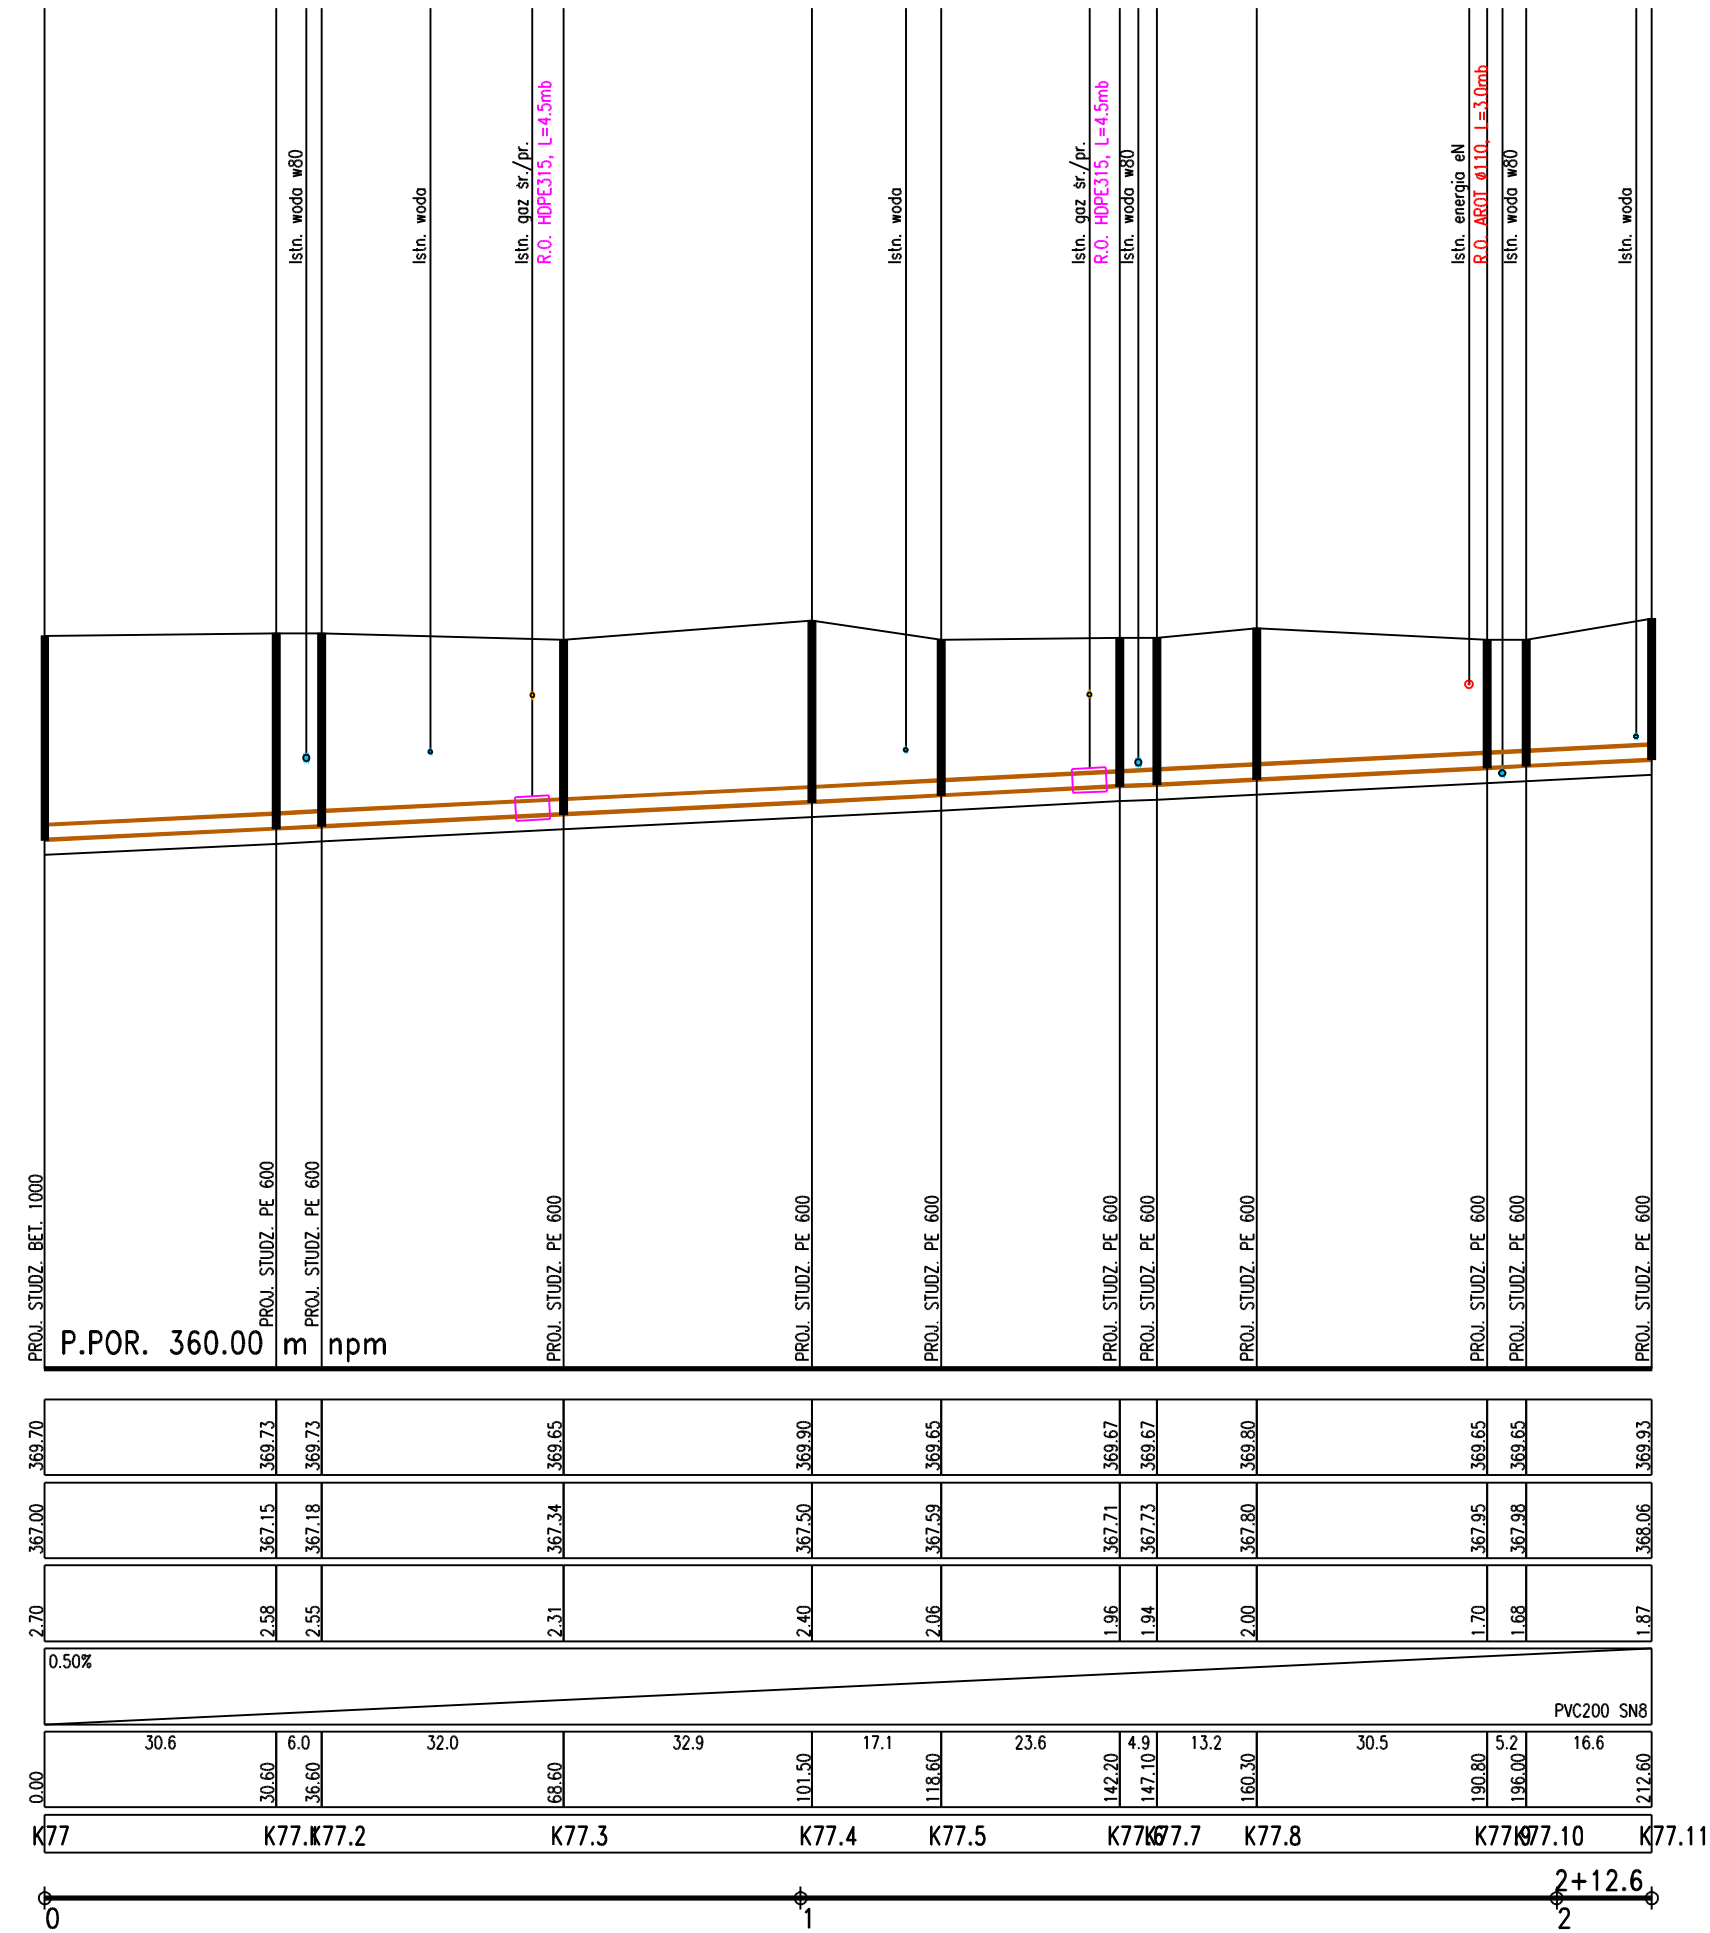 Istn. woda w80
Istn. woda
Istn. gaz śr./pr.
R.O. HDPE315, L=4.5mb
Istn. woda
Istn. gaz śr./pr.
R.O. HDPE315, L=4.5mb
Istn. woda w80
Istn. energia eN
R.O. AROT ø110, L=3.0mb
Istn. woda w80
Istn. woda
PROJ. STUDZ. BET. 1000
PROJ. STUDZ. PE 600
PROJ. STUDZ. PE 600
PROJ. STUDZ. PE 600
PROJ. STUDZ. PE 600
PROJ. STUDZ. PE 600
PROJ. STUDZ. PE 600
PROJ. STUDZ. PE 600
PROJ. STUDZ. PE 600
PROJ. STUDZ. PE 600
PROJ. STUDZ. PE 600
PROJ. STUDZ. PE 600
P.POR. 360.00 m npm
369.70 369.73 369.73 369.65 369.90 369.65 369.67 369.67 369.80 369.65 369.65 369.93
367.00 367.15 367.18 367.34 367.50 367.59 367.71 367.73 367.80 367.95 367.98 368.06
2.70 2.58 2.55 2.31 2.40 2.06 1.96 1.94 2.00 1.70 1.68 1.87
0.50%
PVC200 SN8
30.6 6.0 32.0 32.9 17.1 23.6 4.9 13.2 30.5 5.2 16.6
0.00 30.60 36.60 68.60 101.50 118.60 142.20 147.10 160.30 190.80 196.00 212.60
K77 K77.1 K77.2 K77.3 K77.4 K77.5 K77.6 K77.7 K77.8 K77.9 K77.10 K77.11
2+12.6
0 1 2